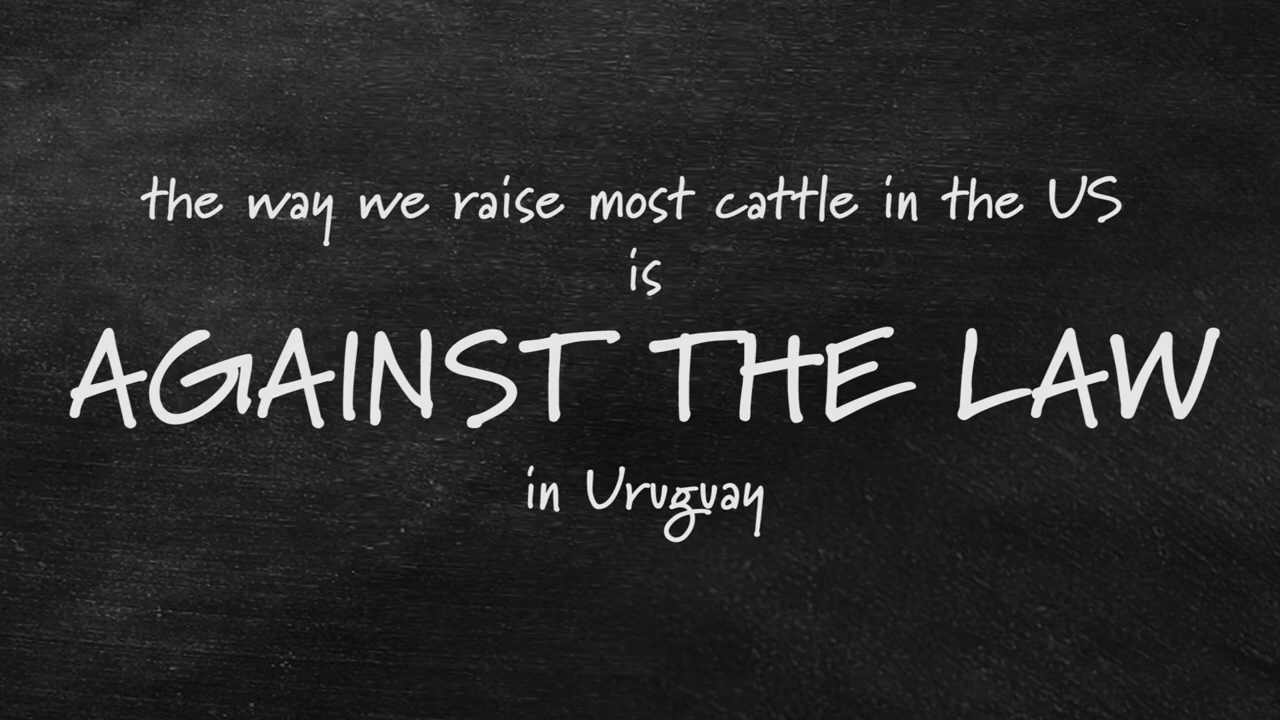 the way we raise most cattle in the US
is
AGAINST THE LAW
in Uruguay